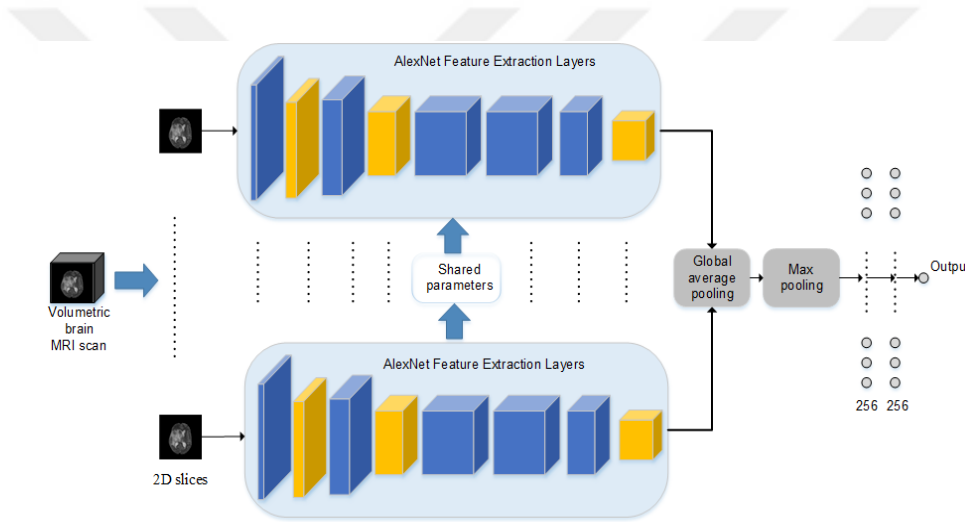 AlexNet Feature Extraction Layers
Shared
parameters
Volumetric
brain
MRI scan
Global
average
pooling
Max
pooling
Output
AlexNet Feature Extraction Layers
256 256
2D slices